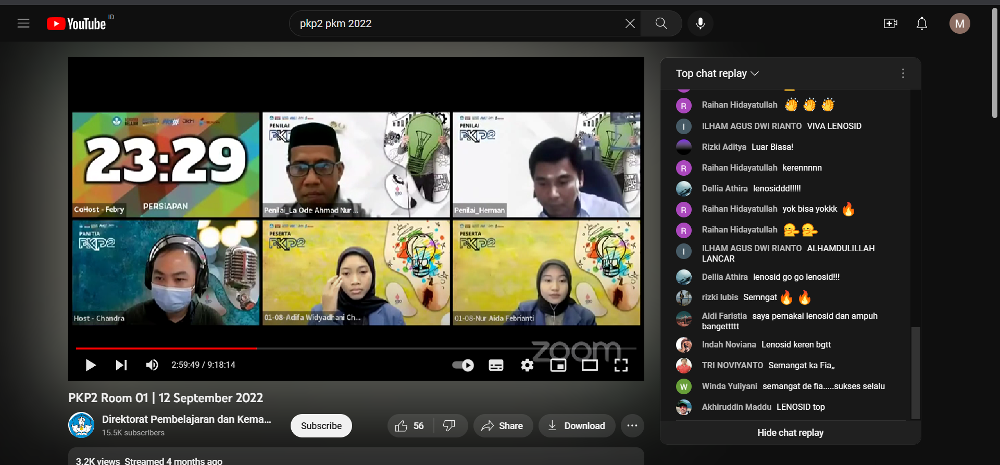 YouTube ID
pkp2 pkm 2022
M
Top chat replay
23:29
PERSIAPAN
CoHost - Febry
PENILAI
PKP2
Penilai_La Ode Ahmad Nur ...
PENILAI
PKP2
Penilai_Herman
PANITIA
PKP2
Host - Chandra
PESERTA
PKP2
01-08-Adifa Widyadhani Ch...
PESERTA
PKP2
01-08-Nur Aida Febrianti
zoom
2:59:49 / 9:18:14
PKP2 Room 01 | 12 September 2022
Direktorat Pembelajaran dan Kema...
15.5K subscribers
Subscribe
56
Share
Download
3.2K views Streamed 4 months ago
R Raihan Hidayatullah 👏 👏 👏
I ILHAM AGUS DWI RIANTO VIVA LENOSID
Rizki Aditya Luar Biasa!
R Raihan Hidayatullah kerennnnn
Dellia Athira lenosiddd!!!!!
R Raihan Hidayatullah yok bisa yokkk 🔥
R Raihan Hidayatullah
I ILHAM AGUS DWI RIANTO ALHAMDULILLAH
LANCAR
Dellia Athira lenosid go go lenosid!!!
rizki lubis Semngat 🔥 🔥
Aldi Faristia saya pemakai lenosid dan ampuh
bangettttt
Indah Noviana Lenosid keren bgtt
TRI NOVIYANTO Semangat ka Fia,,
W Winda Yuliyani semangat de fia.....sukses selalu
Akhiruddin Maddu LENOSID top
Hide chat replay